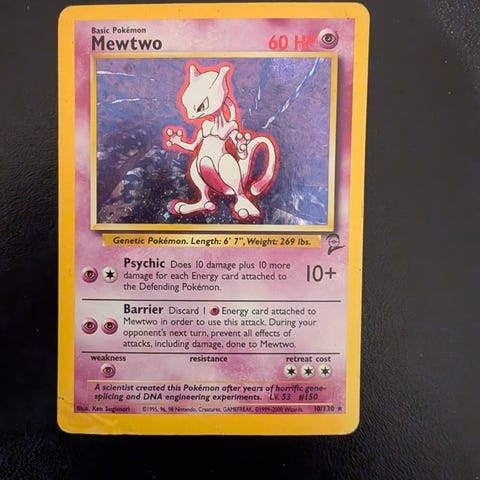 Basic Pokémon
Mewtwo 60 HP
Genetic Pokémon. Length: 6' 7", Weight: 269 lbs.
Psychic Does 10 damage plus 10 more
damage for each Energy card attached to
the Defending Pokémon.
10+
Barrier Discard 1 Energy card attached to
Mewtwo in order to use this attack. During your
opponent's next turn, prevent all effects of
attacks, including damage, done to Mewtwo.
weakness resistance retreat cost
A scientist created this Pokémon after years of horrific gene-
splicing and DNA engineering experiments. LV. 53 #150
Illus. Ken Sugimori ©1995, 96, 98 Nintendo, Creatures, GAMEFREAK. ©1999-2000 Wizards. 10/130